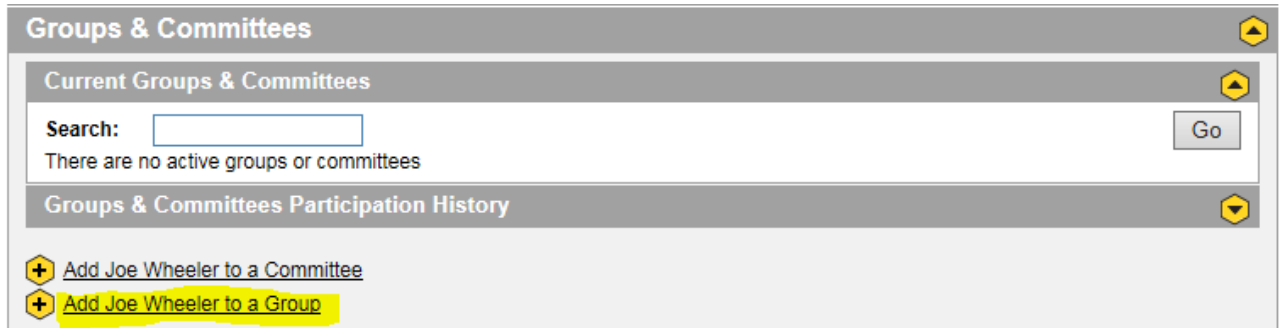 Groups & Committees
Current Groups & Committees
Search:
Go
There are no active groups or committees
Groups & Committees Participation History
Add Joe Wheeler to a Committee
Add Joe Wheeler to a Group